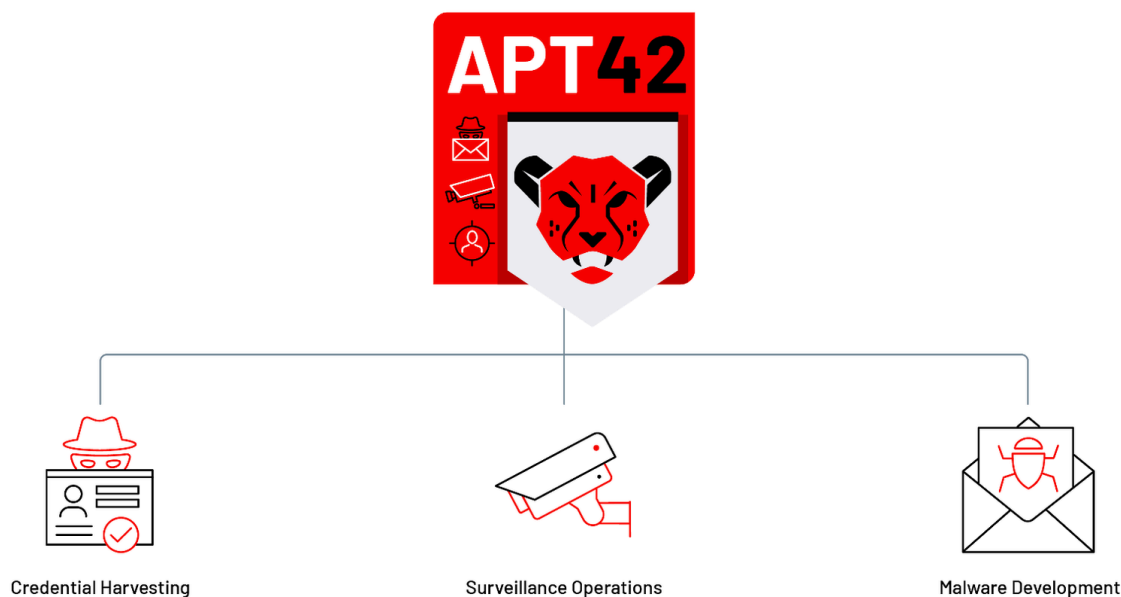 APT42
Credential Harvesting
Surveillance Operations
Malware Development